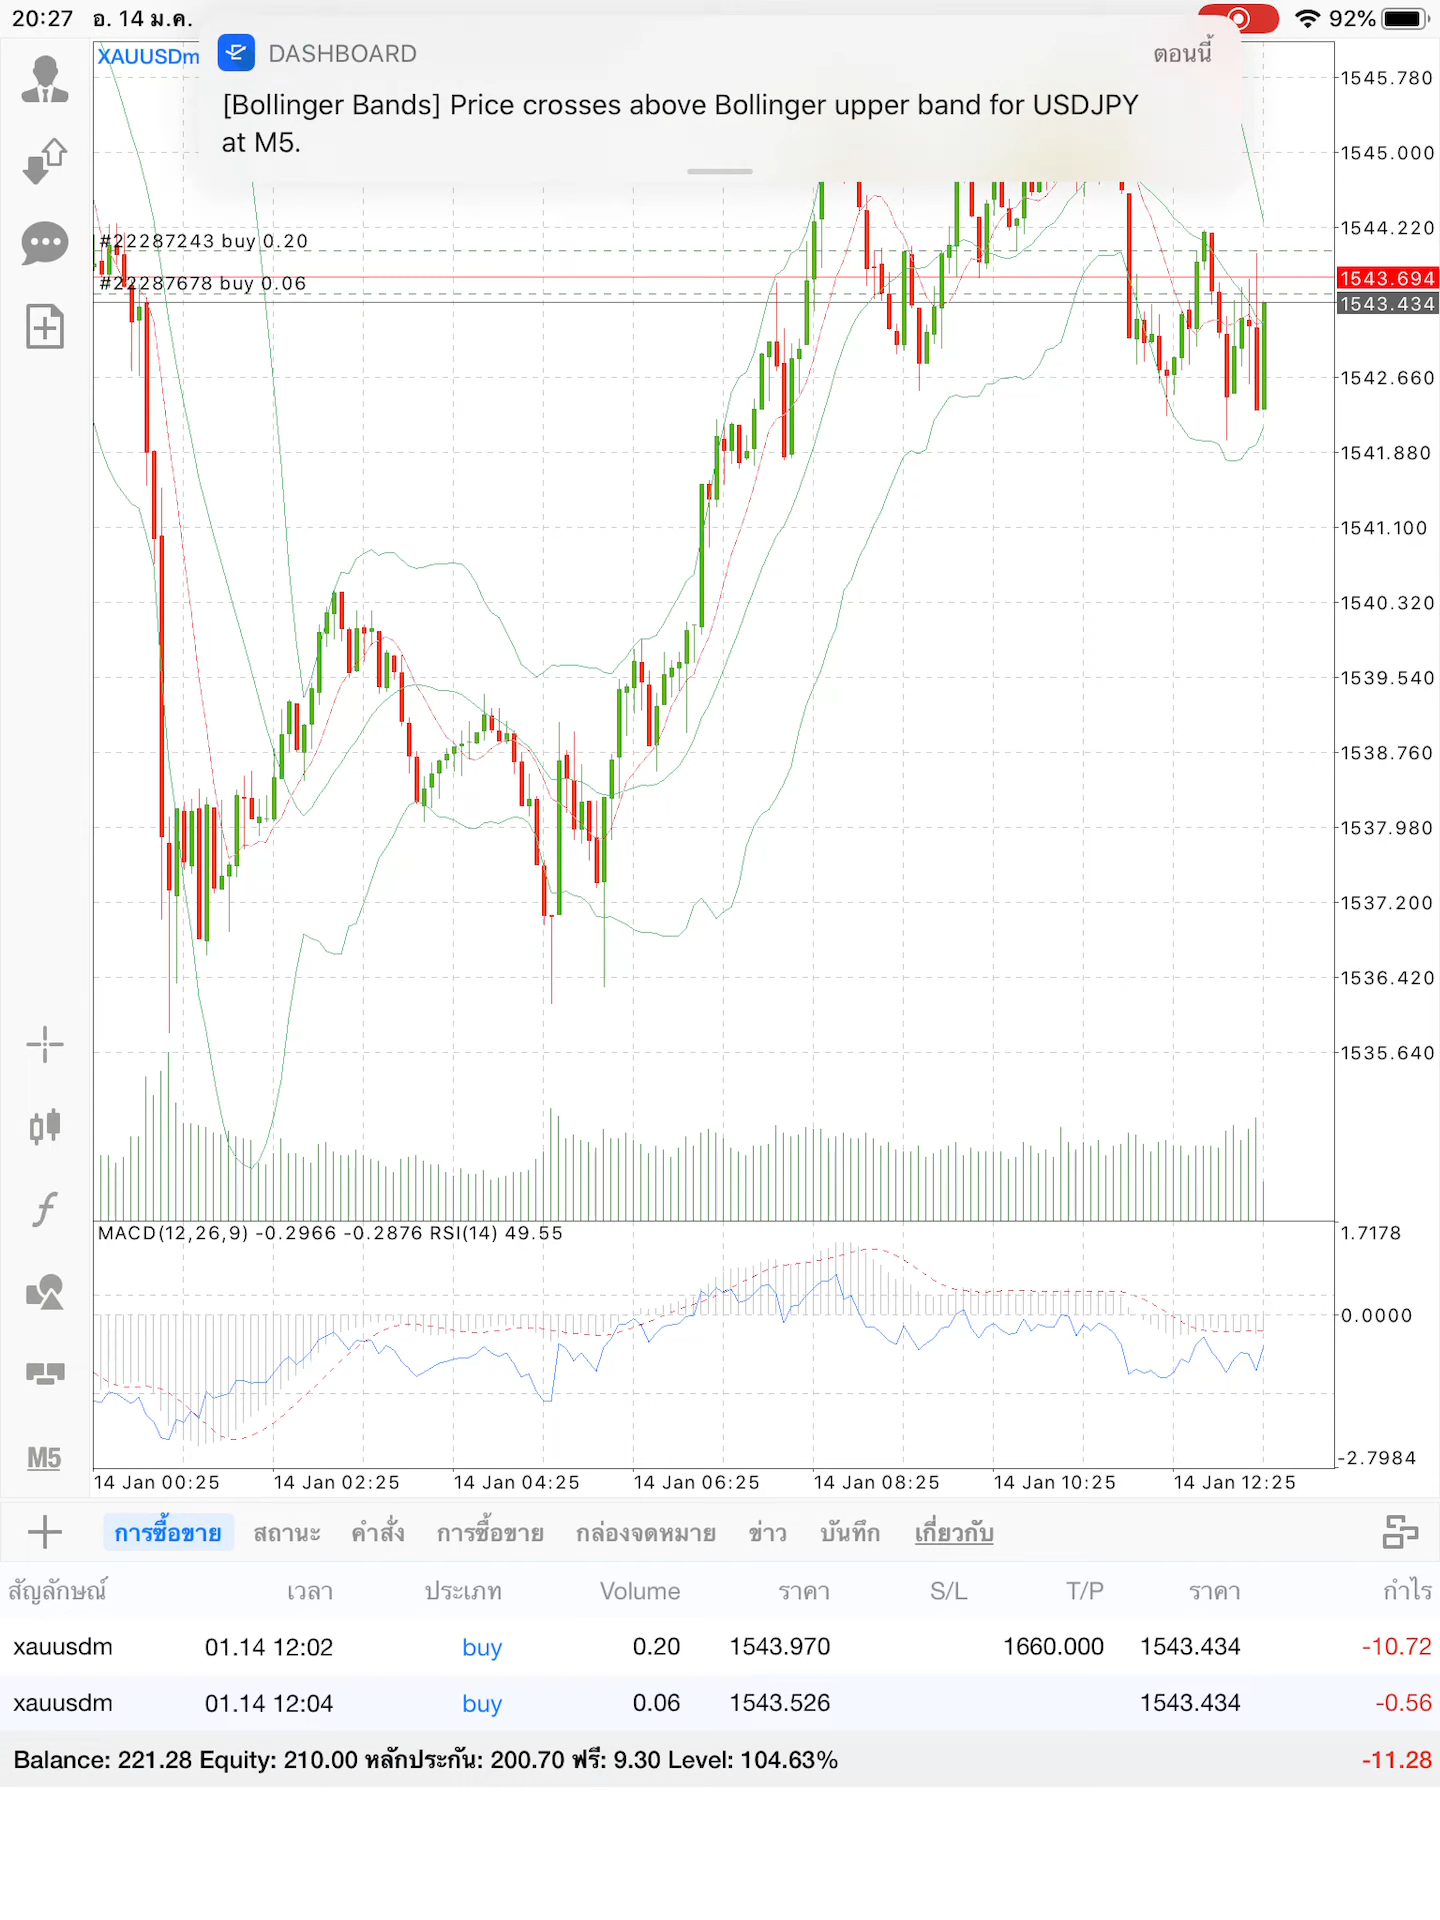 20:27 อ. 14 ม.ค. 92%
XAUUSDm
DASHBOARD ตอนนี้
[Bollinger Bands] Price crosses above Bollinger upper band for USDJPY
at M5.
1545.780
1545.000
1544.220
#22287243 buy 0.20
1543.694
#22287678 buy 0.06
1543.434
1542.660
1541.880
1541.100
1540.320
1539.540
1538.760
1537.980
1537.200
1536.420
1535.640
MACD(12,26,9) -0.2966 -0.2876 RSI(14) 49.55
1.7178
0.0000
-2.7984
M5
14 Jan 00:25 14 Jan 02:25 14 Jan 04:25 14 Jan 06:25 14 Jan 08:25 14 Jan 10:25 14 Jan 12:25
การซื้อขาย สถานะ คำสั่ง การซื้อขาย กล่องจดหมาย ข่าว บันทึก เกี่ยวกับ
สัญลักษณ์ เวลา ประเภท Volume ราคา S/L T/P ราคา กำไร
xauusdm 01.14 12:02 buy 0.20 1543.970 1660.000 1543.434 -10.72
xauusdm 01.14 12:04 buy 0.06 1543.526 1543.434 -0.56
Balance: 221.28 Equity: 210.00 หลักประกัน: 200.70 ฟรี: 9.30 Level: 104.63% -11.28